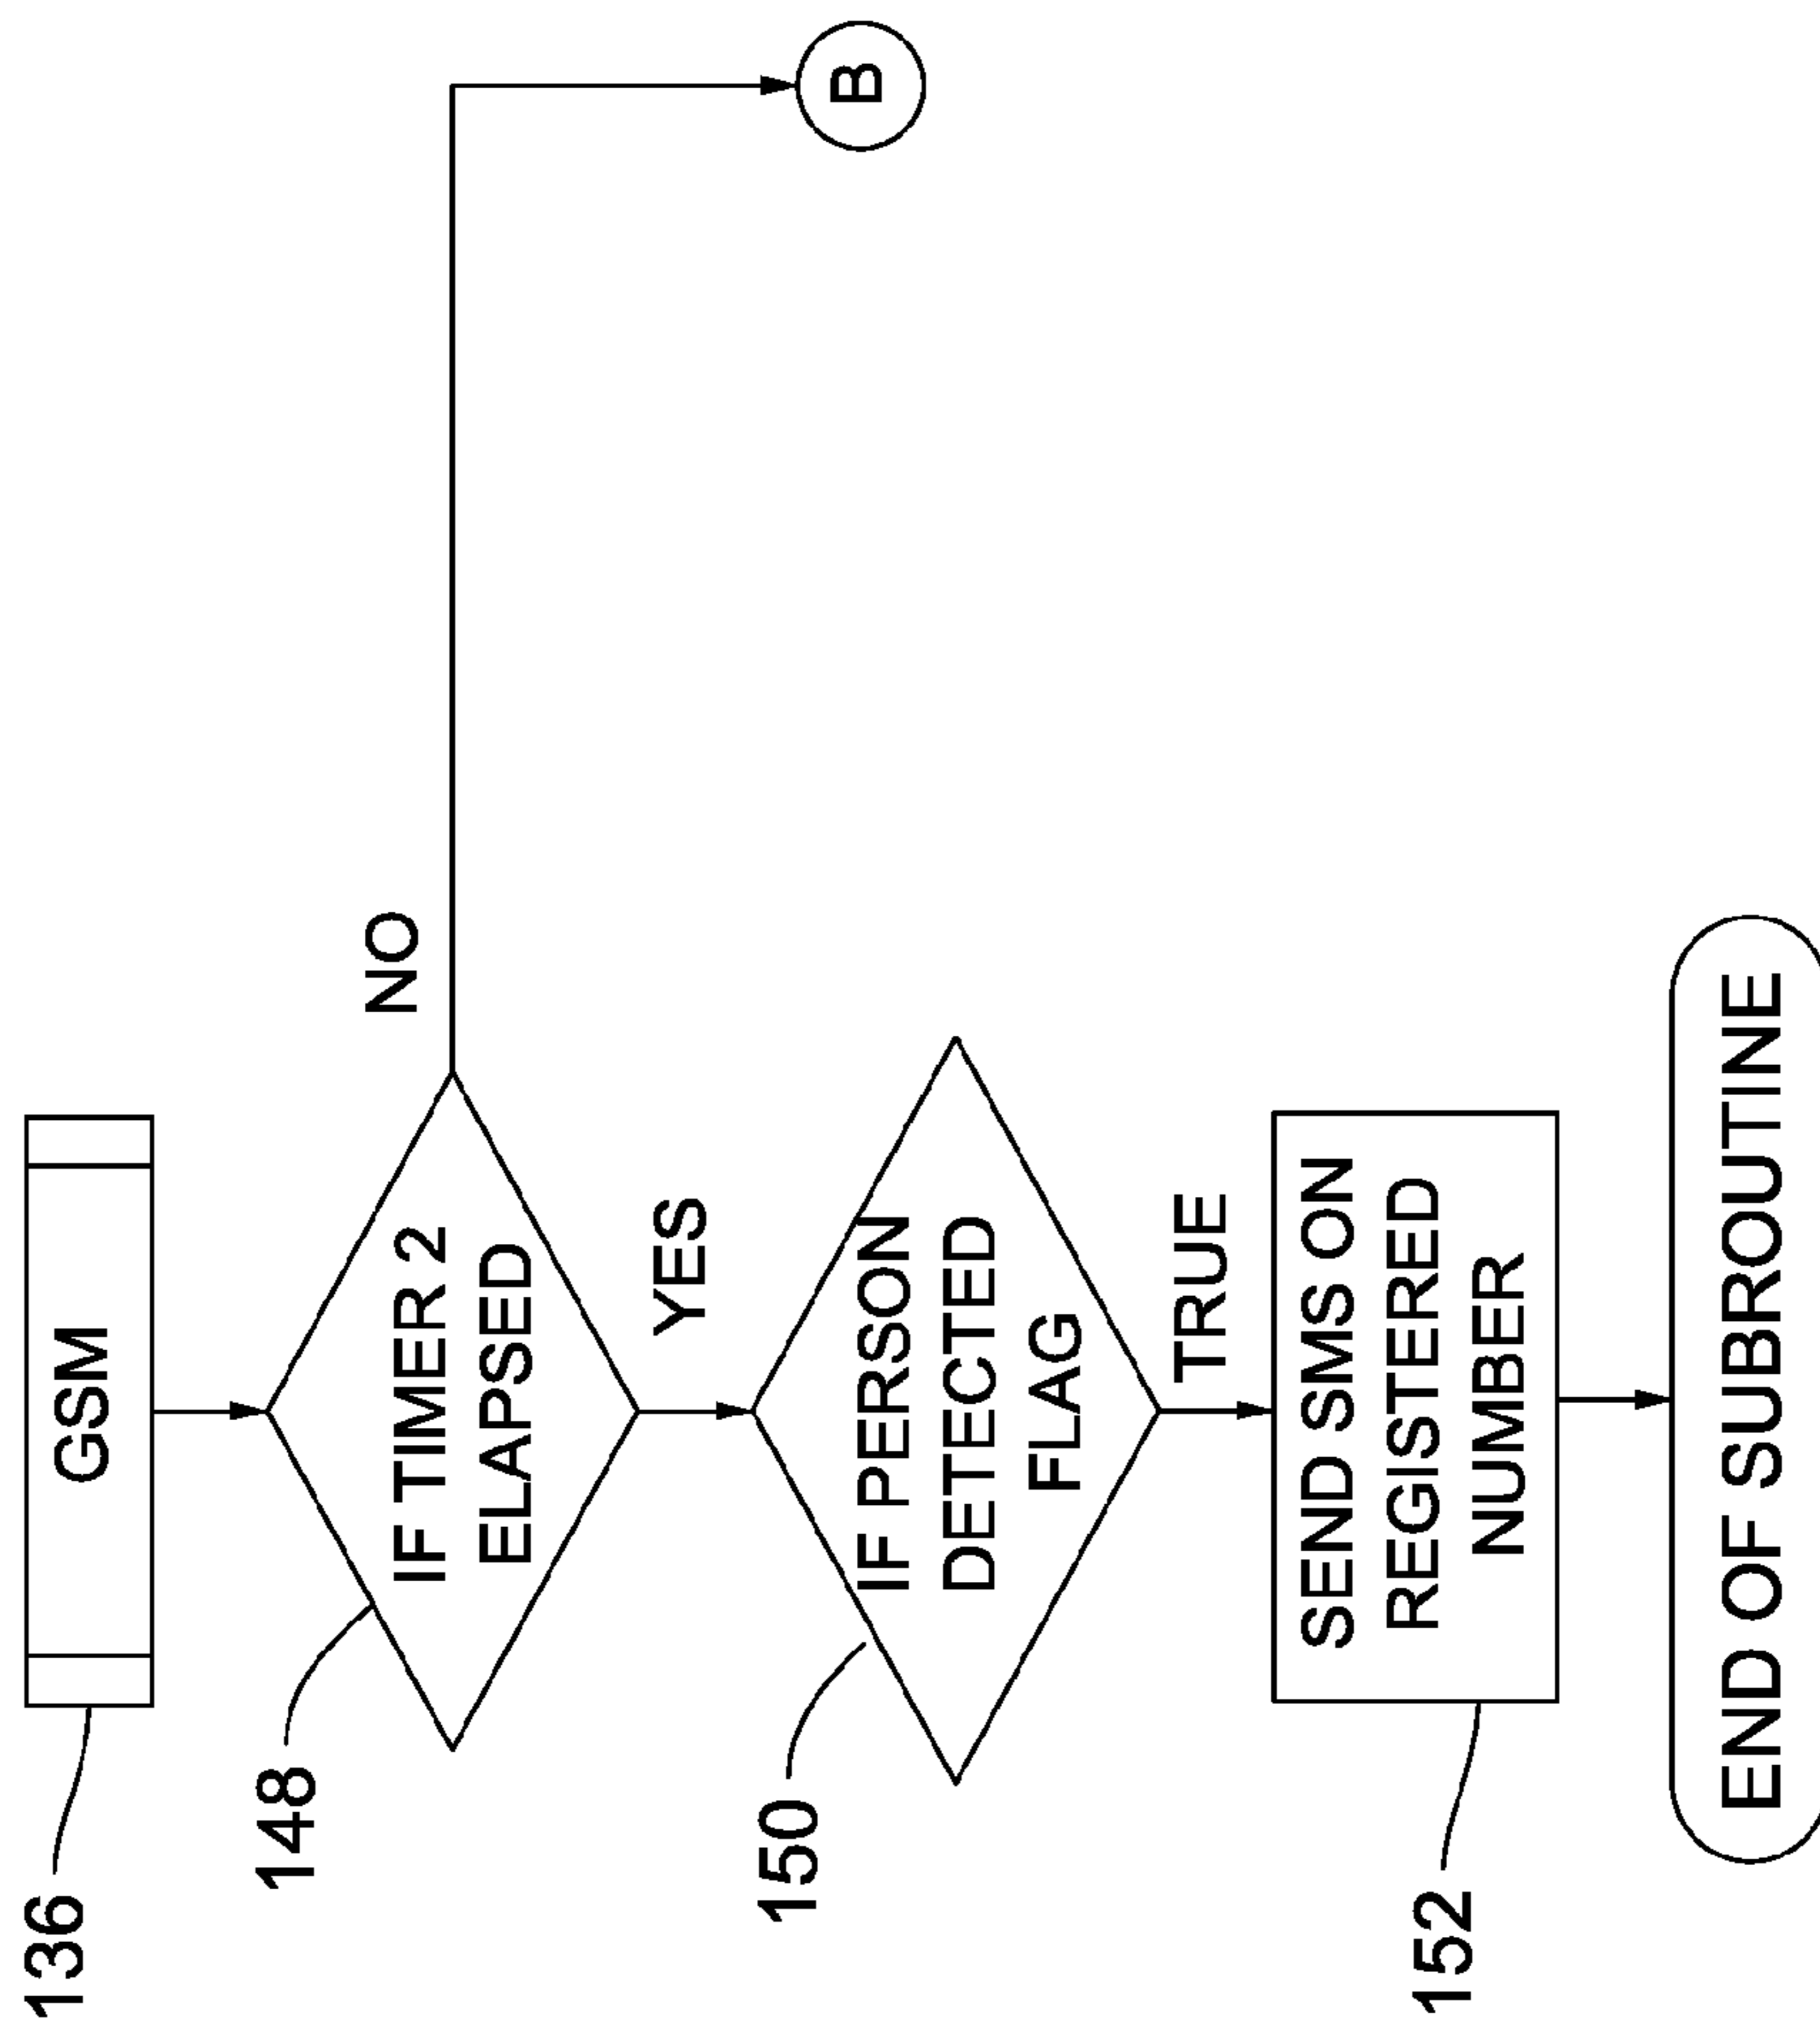 136
GSM
148
IF TIMER 2
ELAPSED
NO
B
YES
150
IF PERSON
DETECTED
FLAG
TRUE
152
SEND SMS ON
REGISTERED
NUMBER
END OF SUBROUTINE